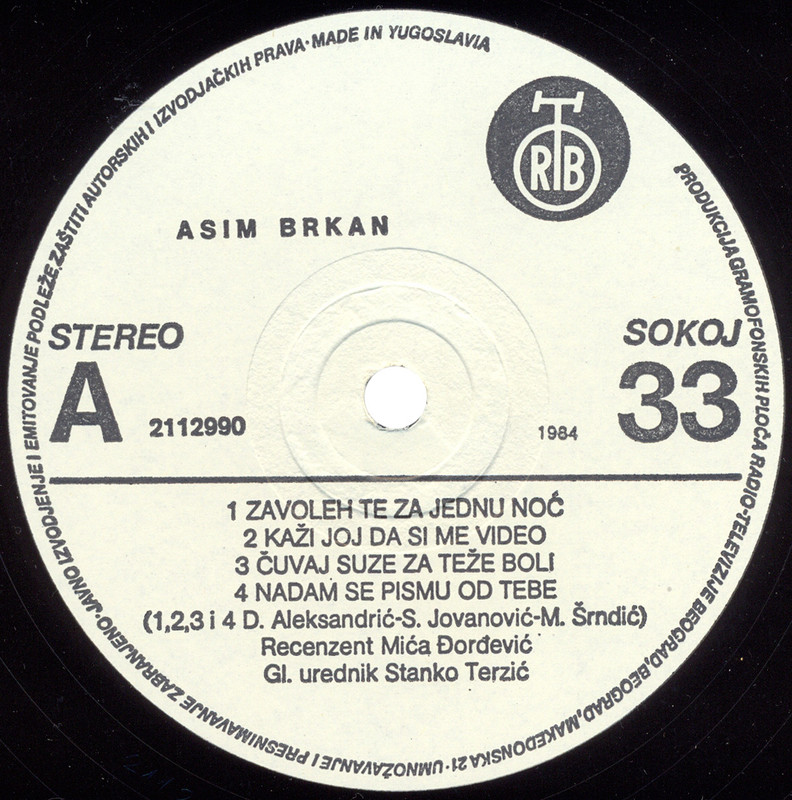 PRODUKCIJA GRAMOFONSKIH PLOČA RADIO-TELEVIZIJE BEOGRAD, BEOGRAD, MAKEDONSKA 21 · UMNOŽAVANJE I PRESNIMAVANJE ZABRANJENO · JAVNO IZVODJENJE I EMITOVANJE PODLEŽE ZAŠTITI AUTORSKIH I IZVODJAČKIH PRAVA · MADE IN YUGOSLAVIA
RTB
ASIM BRKAN
STEREO
SOKOJ
A
2112990
1984
33
1 ZAVOLEH TE ZA JEDNU NOĆ
2 KAŽI JOJ DA SI ME VIDEO
3 ČUVAJ SUZE ZA TEŽE BOLI
4 NADAM SE PISMU OD TEBE
(1,2,3 i 4 D. Aleksandrić-S. Jovanović-M. Šrndić)
Recenzent Mića Đorđević
Gl. urednik Stanko Terzić